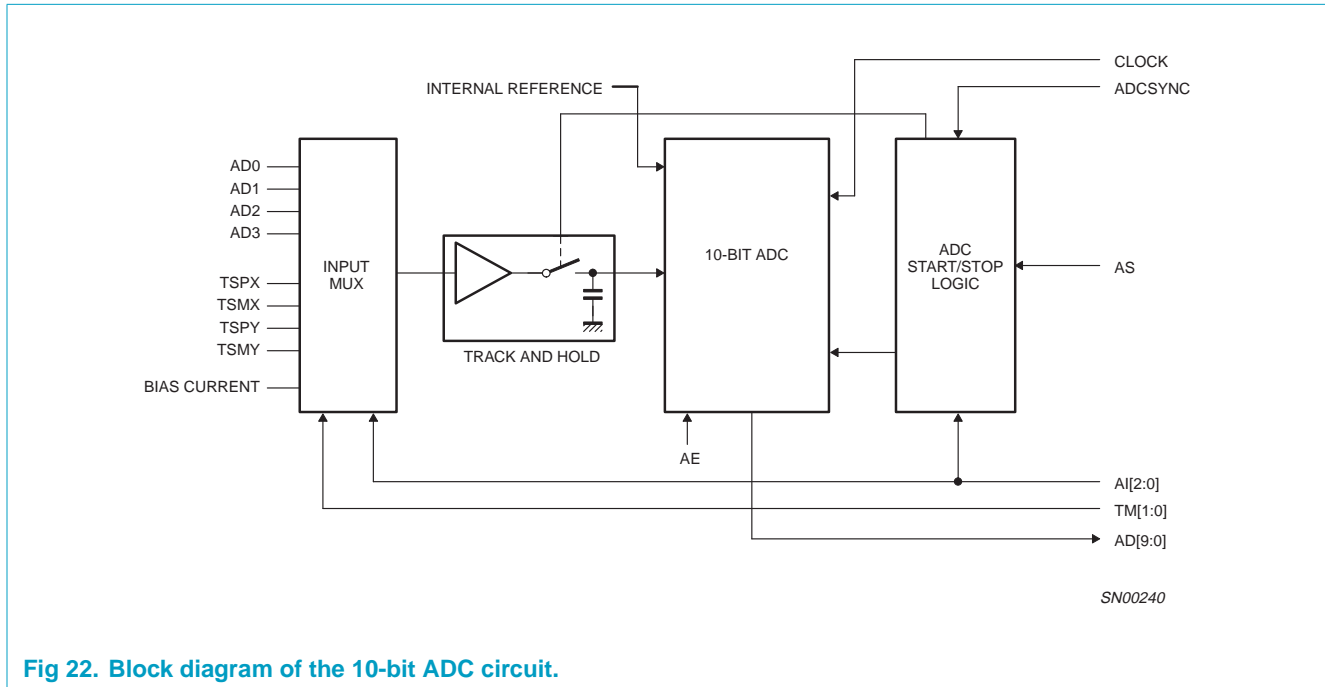 CLOCK
INTERNAL REFERENCE
ADCSYNC
AD0
AD1
AD2
AD3
TSPX
TSMX
TSPY
TSMY
BIAS CURRENT
INPUT
MUX
TRACK AND HOLD
10-BIT ADC
ADC
START/STOP
LOGIC
AS
AE
AI[2:0]
TM[1:0]
AD[9:0]
SN00240
Fig 22. Block diagram of the 10-bit ADC circuit.